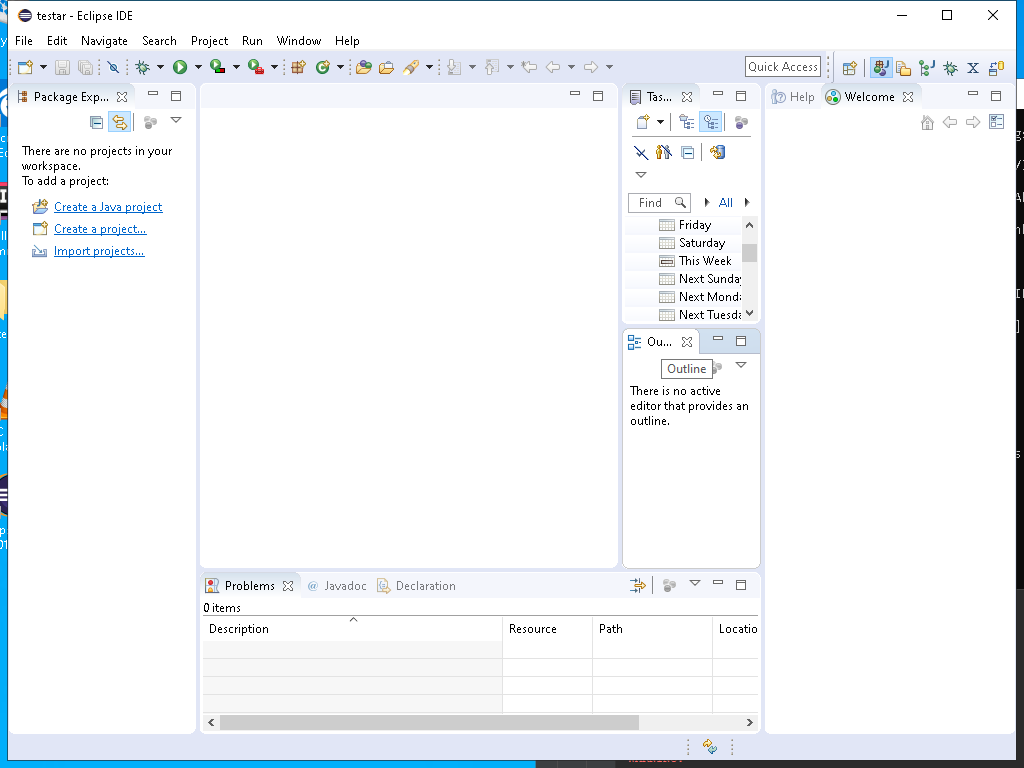 testar - Eclipse IDE
File Edit Navigate Search Project Run Window Help
Quick Access
Package Exp...
Tas...
Help
Welcome
There are no projects in your
workspace.
To add a project:
Create a Java project
Create a project...
Import projects...
Find
All
Friday
Saturday
This Week
Next Sunday
Next Mond
Next Tuesda
Ou...
Outline
There is no active
editor that provides an
outline.
Problems
@ Javadoc
Declaration
0 items
Description Resource Path Locatio